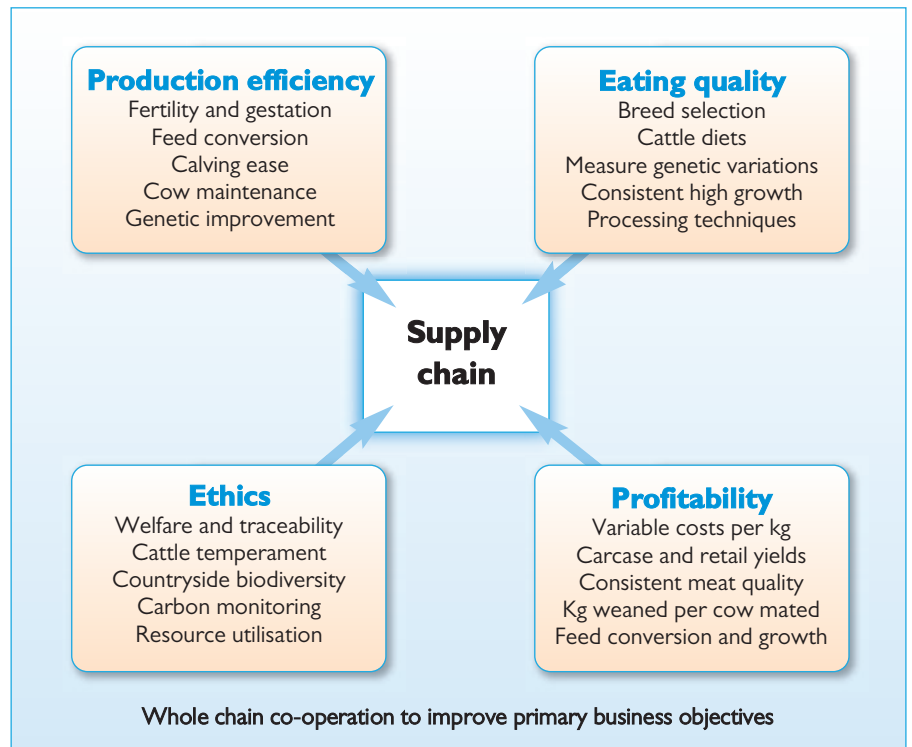 Production efficiency
Fertility and gestation
Feed conversion
Calving ease
Cow maintenance
Genetic improvement
Eating quality
Breed selection
Cattle diets
Measure genetic variations
Consistent high growth
Processing techniques
Supply
chain
Ethics
Welfare and traceability
Cattle temperament
Countryside biodiversity
Carbon monitoring
Resource utilisation
Profitability
Variable costs per kg
Carcase and retail yields
Consistent meat quality
Kg weaned per cow mated
Feed conversion and growth
Whole chain co-operation to improve primary business objectives